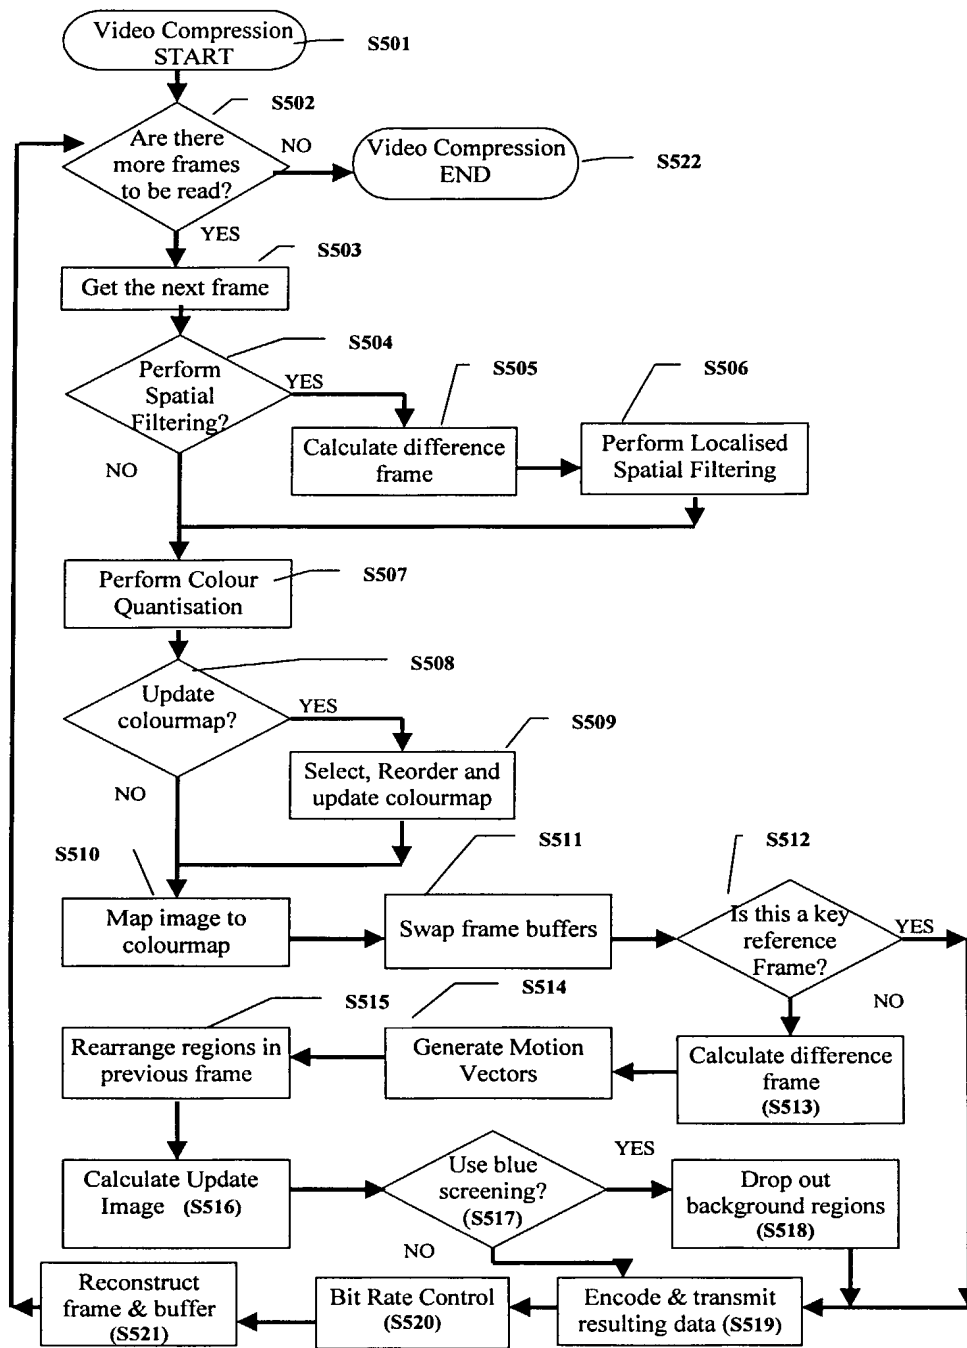 Video Compression
START
S501
S502
Are there
more frames
to be read?
NO
Video Compression
END
S522
YES
S503
Get the next frame
S504
Perform
Spatial
Filtering?
YES
S505
S506
Calculate difference
frame
Perform Localised
Spatial Filtering
NO
Perform Colour
Quantisation
S507
S508
Update
colourmap?
YES
S509
Select, Reorder and
update colourmap
NO
S510
S511
S512
Map image to
colourmap
Swap frame buffers
Is this a key
reference
Frame?
YES
NO
S515
S514
Rearrange regions in
previous frame
Generate Motion
Vectors
Calculate difference
frame
(S513)
Calculate Update
Image (S516)
Use blue
screening?
(S517)
YES
Drop out
background regions
(S518)
NO
Reconstruct
frame & buffer
(S521)
Bit Rate Control
(S520)
Encode & transmit
resulting data (S519)